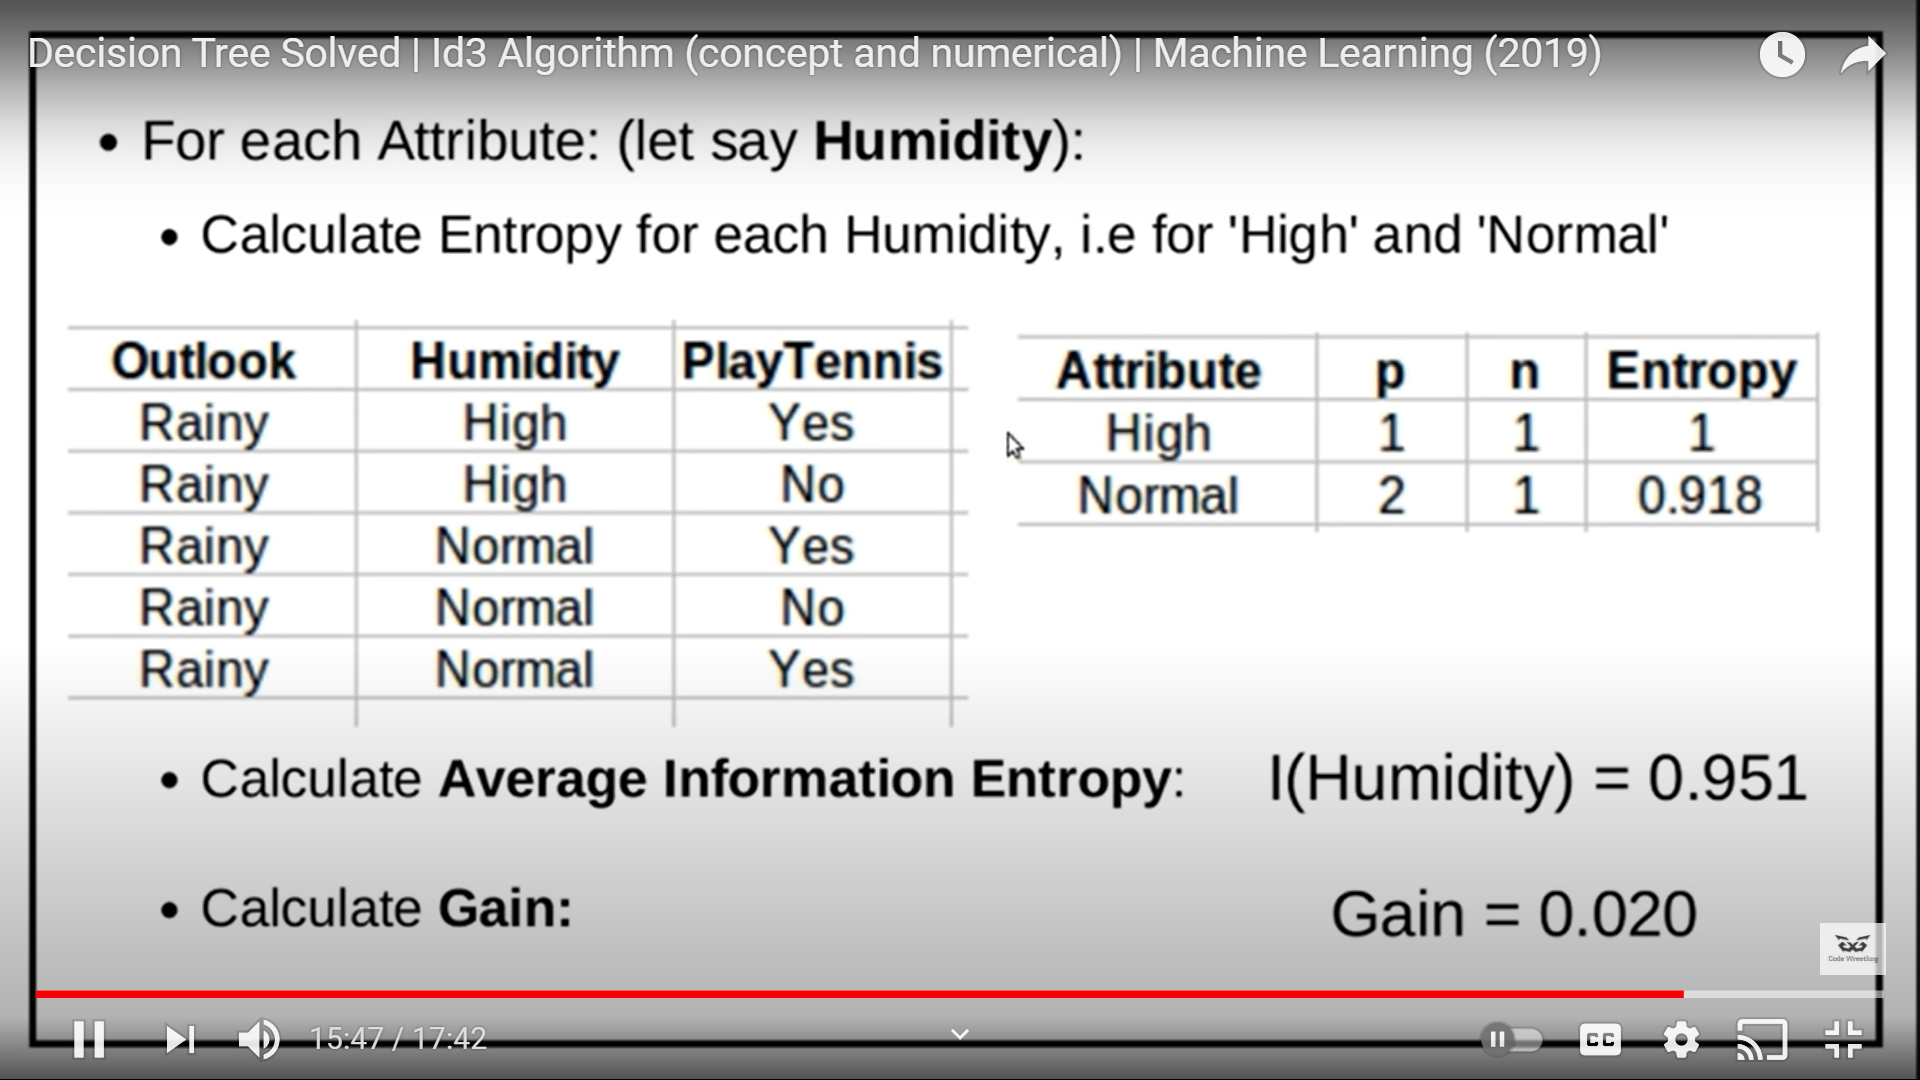 Decision Tree Solved | Id3 Algorithm (concept and numerical) | Machine Learning (2019)
• For each Attribute: (let say Humidity):
• Calculate Entropy for each Humidity, i.e for 'High' and 'Normal'
Outlook Humidity PlayTennis
Rainy High Yes
Rainy High No
Rainy Normal Yes
Rainy Normal No
Rainy Normal Yes
Attribute p n Entropy
High 1 1 1
Normal 2 1 0.918
• Calculate Average Information Entropy: I(Humidity) = 0.951
• Calculate Gain: Gain = 0.020
Code Wrestling
15:47 / 17:42
CC